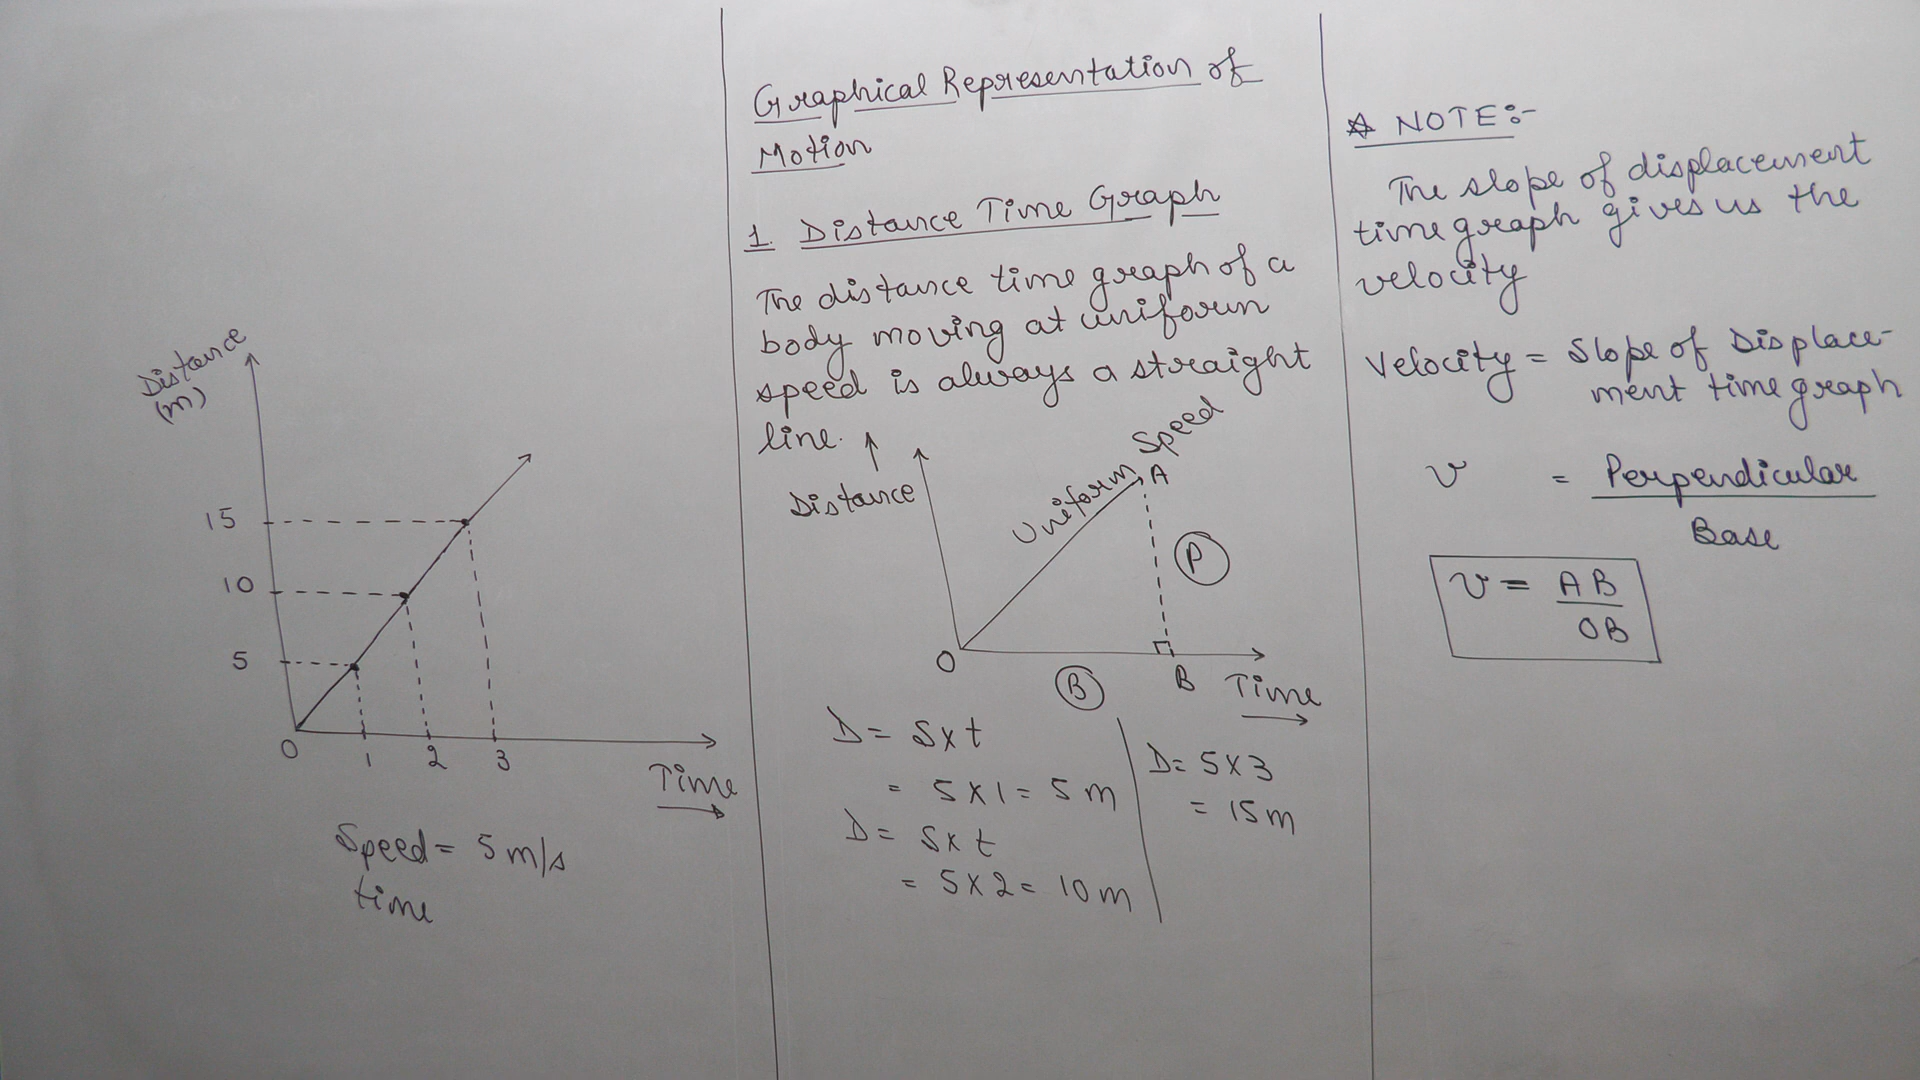 Distance
(m)
15
10
5
0
1 2 3
Time
Speed = 5 m/s
time
Graphical Representation of
Motion
1. Distance Time Graph
The distance time graph of a
body moving at uniform
speed is always a straight
line.
Distance
Uniform Speed
A
P
O
B
B
Time
D = S x t
= 5 x 1 = 5 m
D = S x t
= 5 x 2 = 10 m
D = 5 x 3
= 15 m
NOTE:-
The slope of displacement
time graph gives us the
velocity
Velocity = Slope of Displace-
ment time graph
v = Perpendicular
Base
v = AB
OB